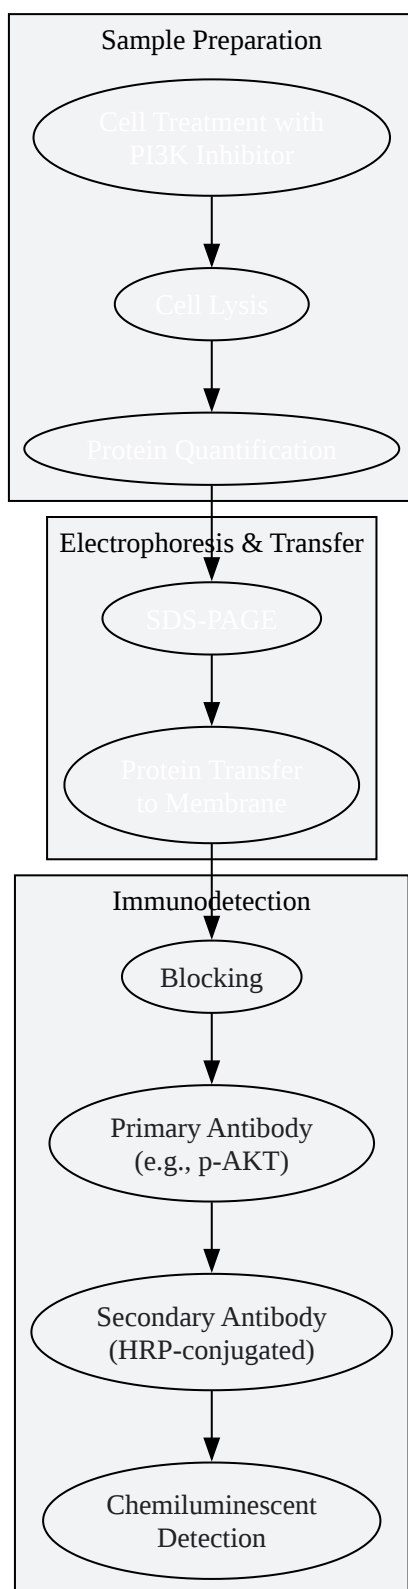 Sample Preparation
Cell Treatment with
PI3K Inhibitor
Cell Lysis
Protein Quantification
Electrophoresis & Transfer
SDS-PAGE
Protein Transfer
to Membrane
Immunodetection
Blocking
Primary Antibody
(e.g., p-AKT)
Secondary Antibody
(HRP-conjugated)
Chemiluminescent
Detection